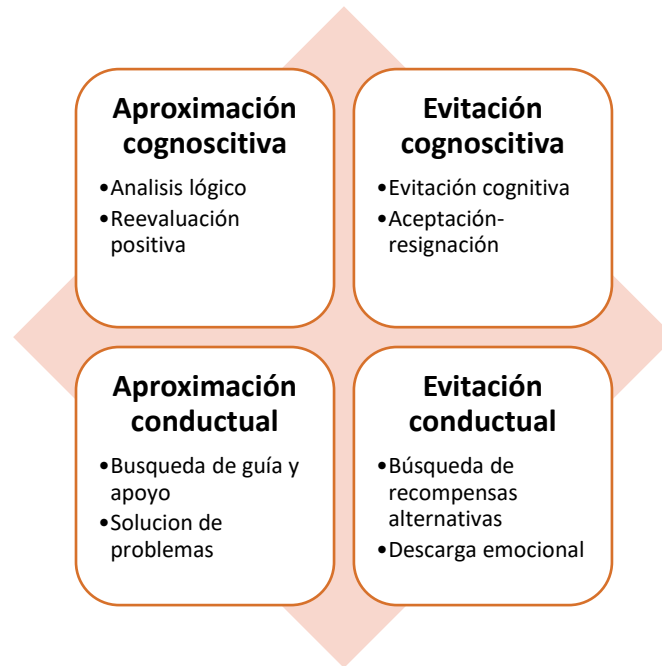 Aproximación
cognoscitiva
•Analisis lógico
•Reevaluación
positiva
Evitación
cognoscitiva
•Evitación cognitiva
•Aceptación-
resignación
Aproximación
conductual
•Busqueda de guía y
apoyo
•Solucion de
problemas
Evitación
conductual
•Búsqueda de
recompensas
alternativas
•Descarga emocional